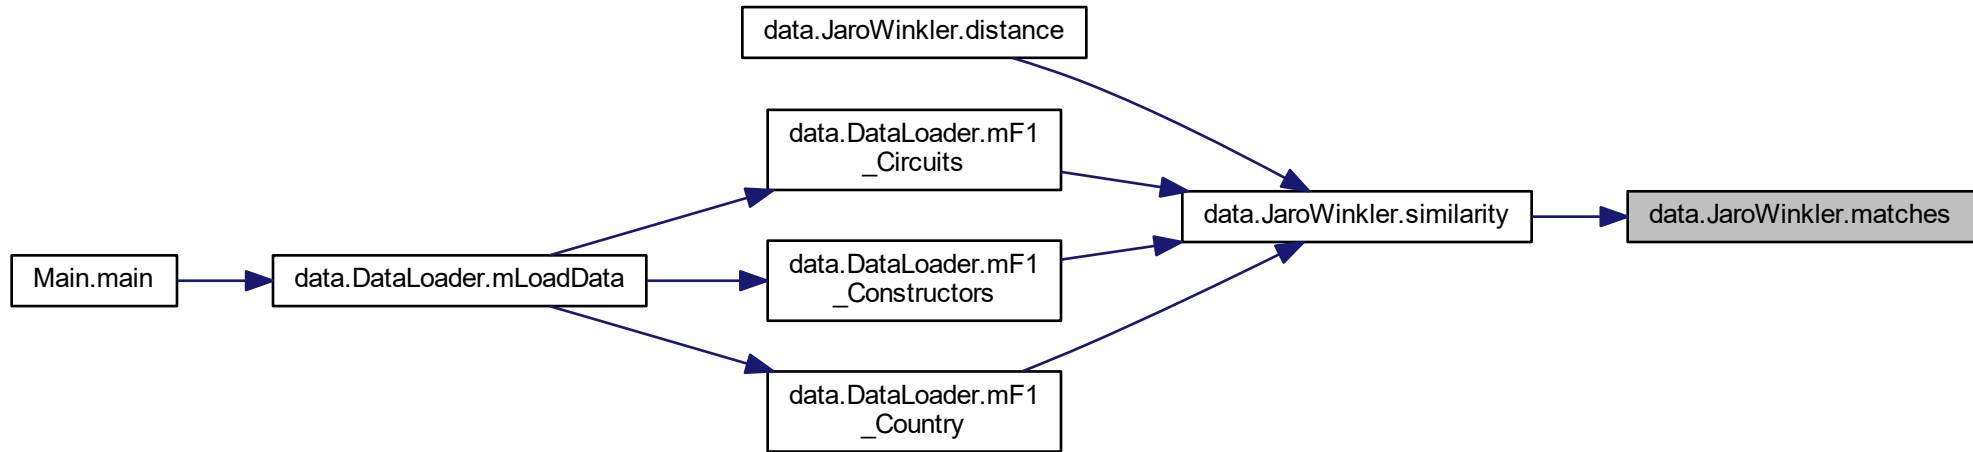 data.JaroWinkler.distance
data.DataLoader.mF1
_Circuits
data.JaroWinkler.similarity
data.JaroWinkler.matches
Main.main
data.DataLoader.mLoadData
data.DataLoader.mF1
_Constructors
data.DataLoader.mF1
_Country